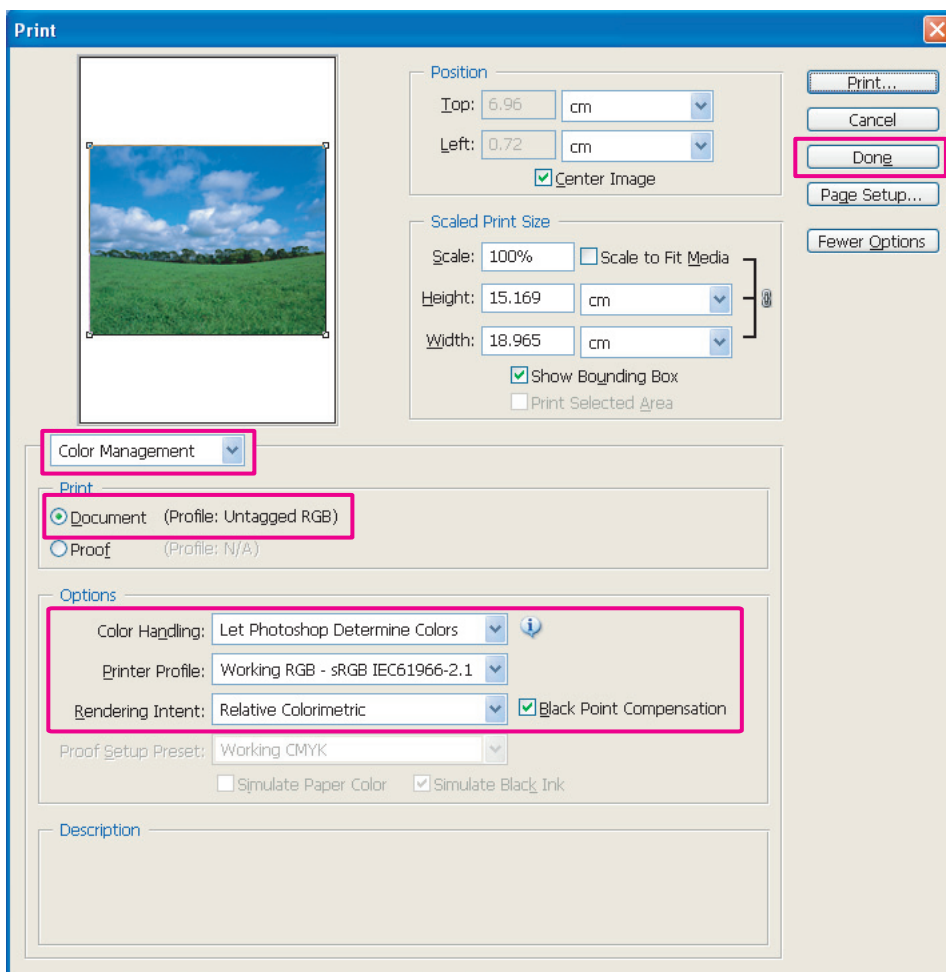 Print
Position
Top: 6.96 cm
Left: 0.72 cm
Center Image
Print...
Cancel
Done
Page Setup...
Fewer Options
Scaled Print Size
Scale: 100% Scale to Fit Media
Height: 15.169 cm
Width: 18.965 cm
Show Bounding Box
Print Selected Area
Color Management
Print
Document (Profile: Untagged RGB)
Proof (Profile: N/A)
Options
Color Handling: Let Photoshop Determine Colors
Printer Profile: Working RGB - sRGB IEC61966-2.1
Rendering Intent: Relative Colorimetric Black Point Compensation
Proof Setup Preset: Working CMYK
Simulate Paper Color Simulate Black Ink
Description